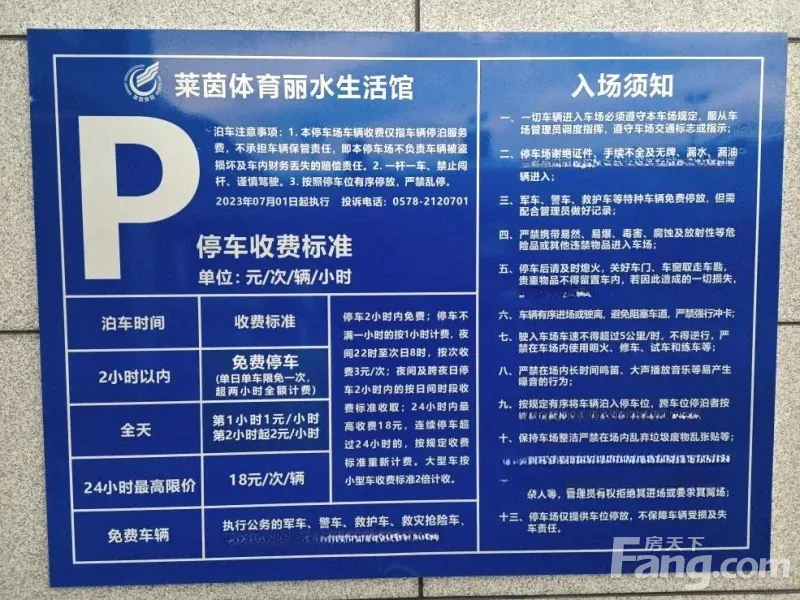 莱茵体育丽水生活馆
P
泊车注意事项：1.本停车场车辆收费仅指车辆停泊服务
费，不承担车辆保管责任，即本停车场不负责车辆被盗
损坏及车内财务丢失的赔偿责任。2.一杆一车、禁止闯
杆、谨慎驾驶。3.按照停车位有序停放，严禁乱停。
2023年07月01日起执行 投诉电话：0578-2120701
停车收费标准
单位：元/次/辆/小时
泊车时间 收费标准
2小时以内 免费停车
(单日单车限免一次，
超两小时全额计费)
全天 第1小时1元/小时
第2小时起2元/小时
24小时最高限价 18元/次/辆
停车2小时内免费；停车不
满一小时的按1小时计费，夜
间22时至次日8时，按次收
费3元/次；夜间及跨夜日停
车2小时内的按日间时段收
费标准收取；24小时内最
高收费18元，连续停车超
过24小时的，按规定收费
标准重新计费。大型车按
小型车收费标准2倍计收。
免费车辆 执行公务的军车、警车、救护车、救灾抢险车、
入场须知
一、一切车辆进入车场必须遵守本车场规定，服从车
场管理员调度指挥，遵守车场交通标志或指示；
二、停车场谢绝证件、手续不全及无牌、漏水、漏油
车辆进入；
三、军车、警车、救护车等特种车辆免费停放，但需
配合管理员做好记录；
四、严禁携带易然、易爆、毒害、腐蚀及放射性等危
险品或其他违禁物品进入车场；
五、停车后请及时熄火，关好车门、车窗取走车匙，
贵重物品不得留置车内，若因此造成的一切损失，
六、车辆有序进场或驶离，避免阻塞车道，严禁强行冲卡；
七、驶入车场车速不得超过5公里/时，不得逆行，严
禁在车场内使用明火、修车、试车和练车等；
八、严禁在场内长时间鸣笛、大声播放音乐等易产生
噪音的行为；
九、按规定有序将车辆泊入停车位，跨车位停泊者按
十、保持车场整洁严禁在场内乱弃垃圾废物乱张贴等；
杂人等，管理员有权拒绝其进场或要求其离场；
十三、停车场仅提供车位停放，不保障车辆受损及失
车责任。
房天下
Fang.com